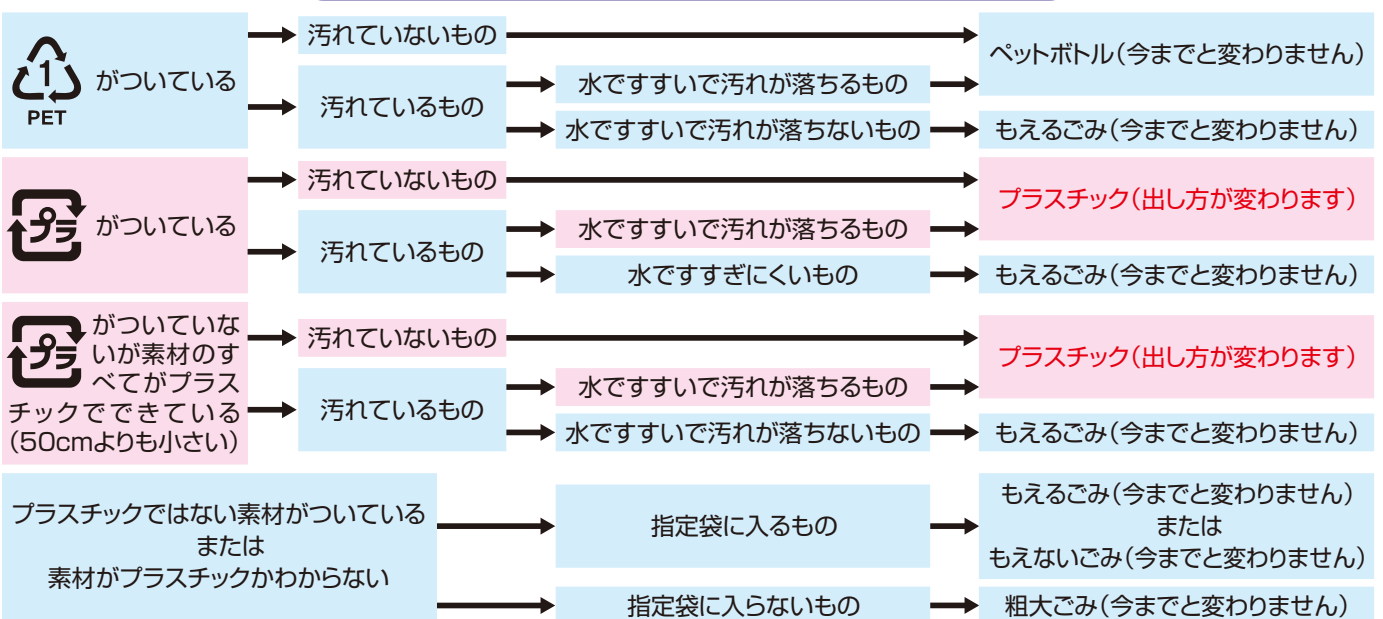 1
PET
がついている
汚れていないもの
汚れているもの
水ですすいで汚れが落ちるもの
水ですすいで汚れが落ちないもの
ペットボトル（今までと変わりません）
もえるごみ（今までと変わりません）
プラ
がついている
汚れていないもの
汚れているもの
水ですすいで汚れが落ちるもの
水ですすぎにくいもの
プラスチック（出し方が変わります）
もえるごみ（今までと変わりません）
プラ
がついていな
いが素材のす
べてがプラス
チックでできている
（50cmよりも小さい）
汚れていないもの
汚れているもの
水ですすいで汚れが落ちるもの
水ですすいで汚れが落ちないもの
プラスチック（出し方が変わります）
もえるごみ（今までと変わりません）
プラスチックではない素材がついている
または
素材がプラスチックかわからない
指定袋に入るもの
もえるごみ（今までと変わりません）
または
もえないごみ（今までと変わりません）
指定袋に入らないもの
粗大ごみ（今までと変わりません）